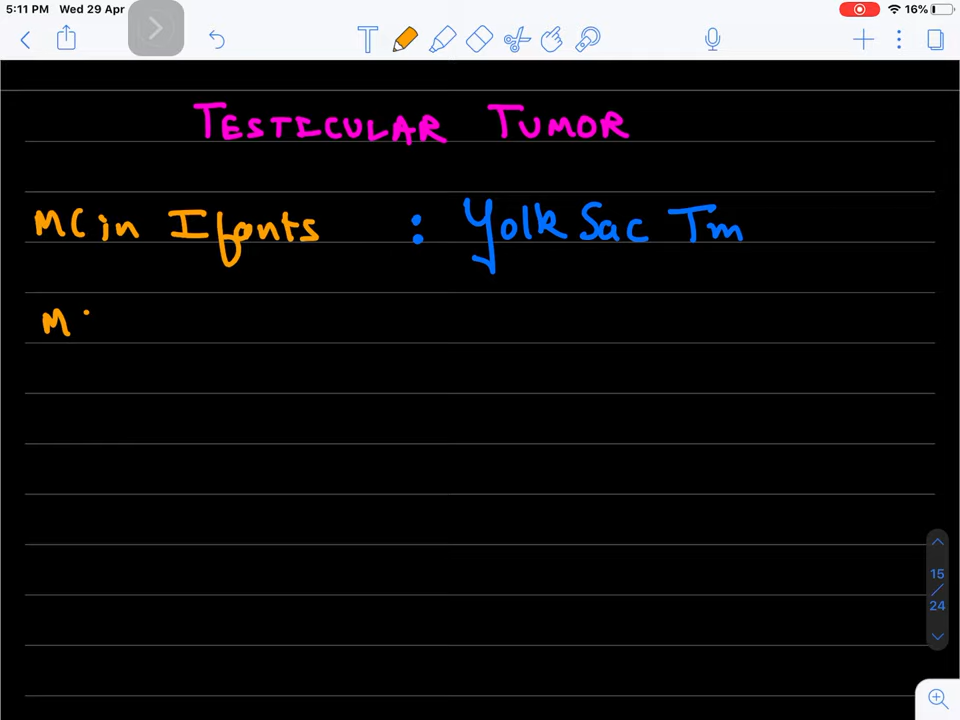 5:11 PM Wed 29 Apr 16%
TESTICULAR TUMOR
MC in Ifants : Yolk Sac Tm
M
15
24